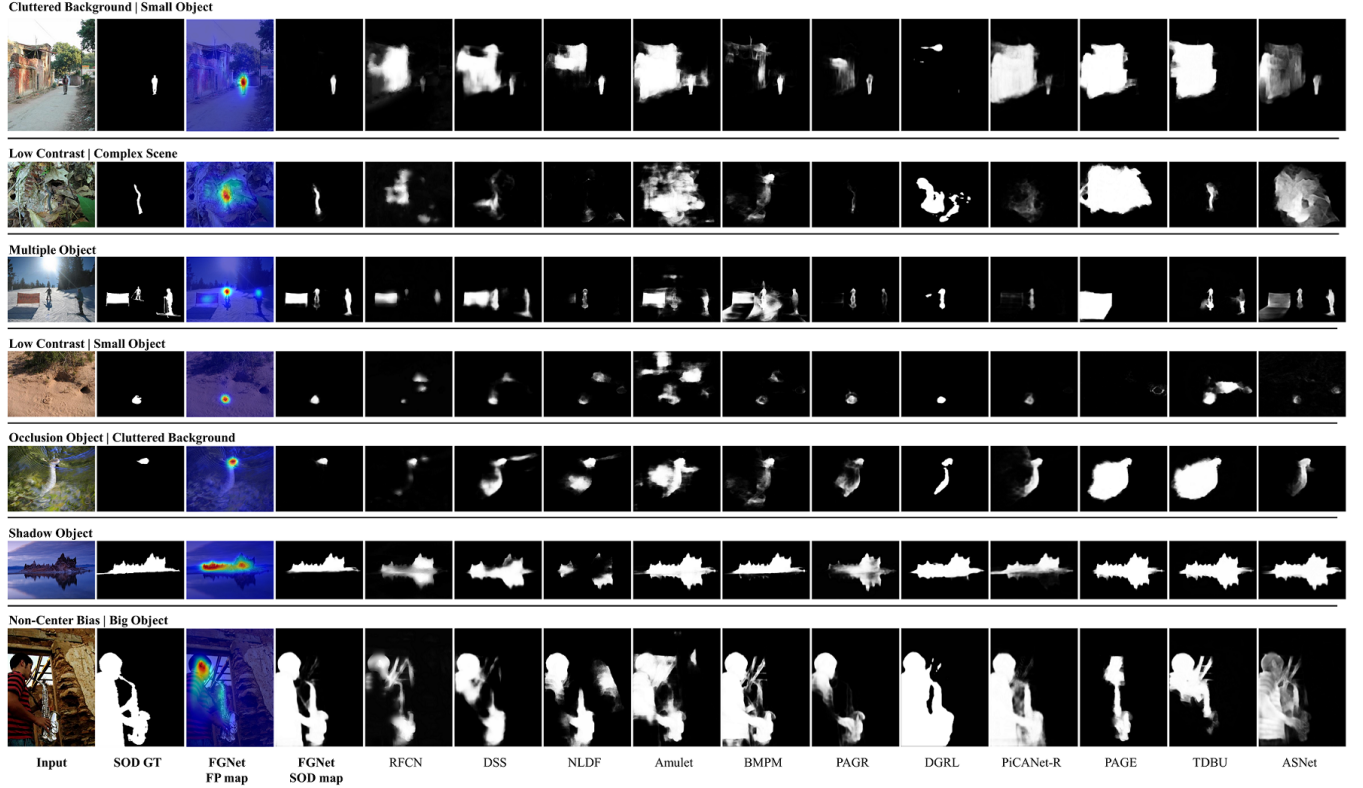 Cluttered Background | Small Object
Low Contrast | Complex Scene
Multiple Object
Low Contrast | Small Object
Occlusion Object | Cluttered Background
Shadow Object
Non-Center Bias | Big Object
Input SOD GT FGNet FGNet RFCN DSS NLDF Amulet BMPM PAGR DGRL PiCANet-R PAGE TDBU ASNet
FP map SOD map